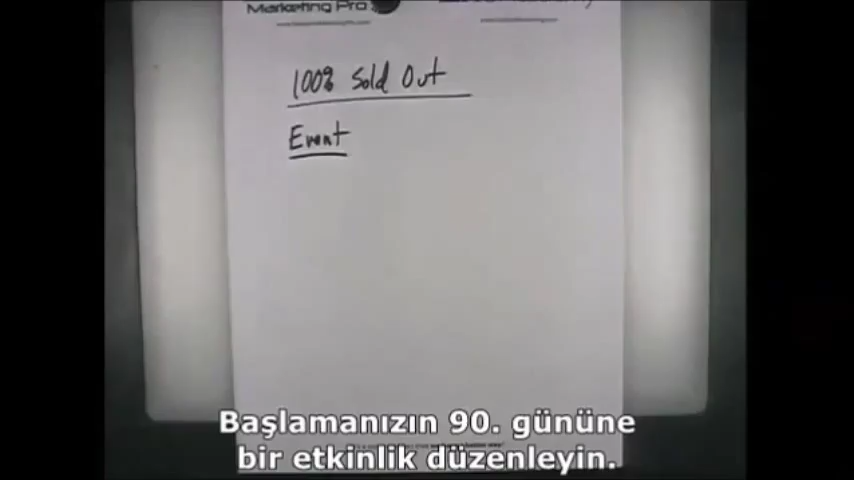 Marketing Pro
100% Sold Out
Event
Başlamanızın 90. gününe
bir etkinlik düzenleyin.